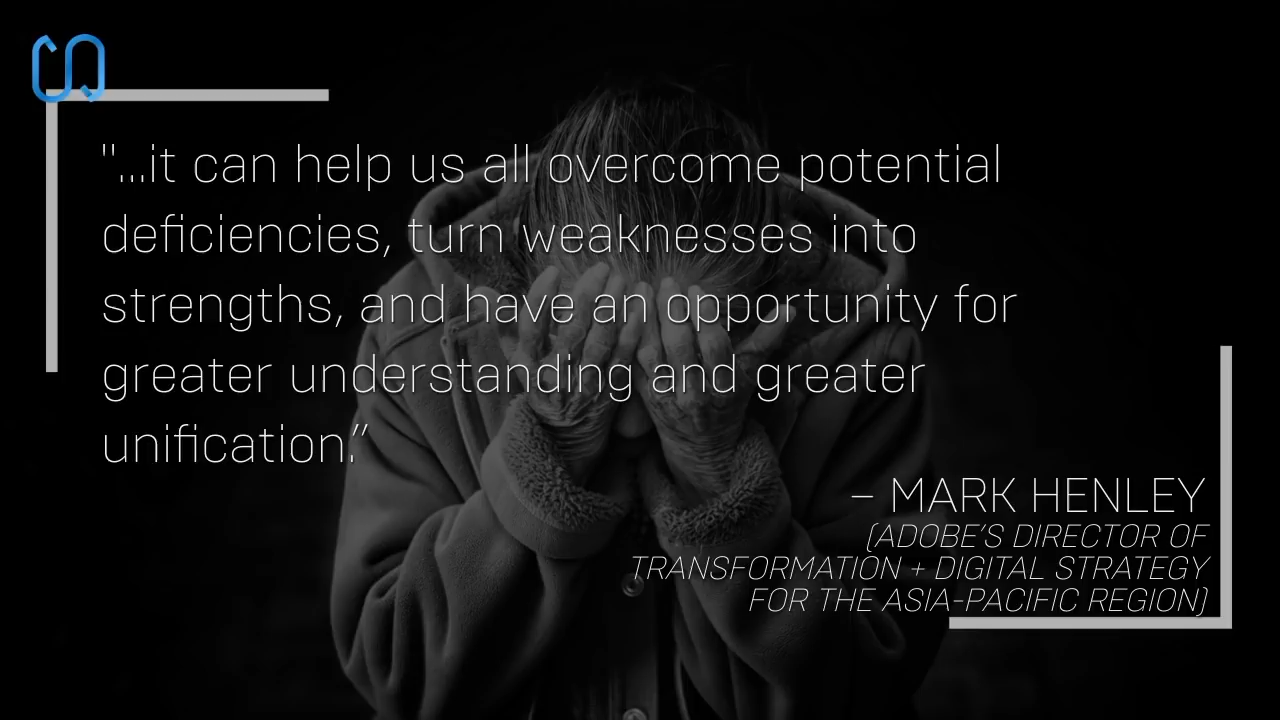 "...it can help us all overcome potential
deficiencies, turn weaknesses into
strengths, and have an opportunity for
greater understanding and greater
unification.”
– MARK HENLEY
(ADOBE’S DIRECTOR OF
TRANSFORMATION + DIGITAL STRATEGY
FOR THE ASIA-PACIFIC REGION)